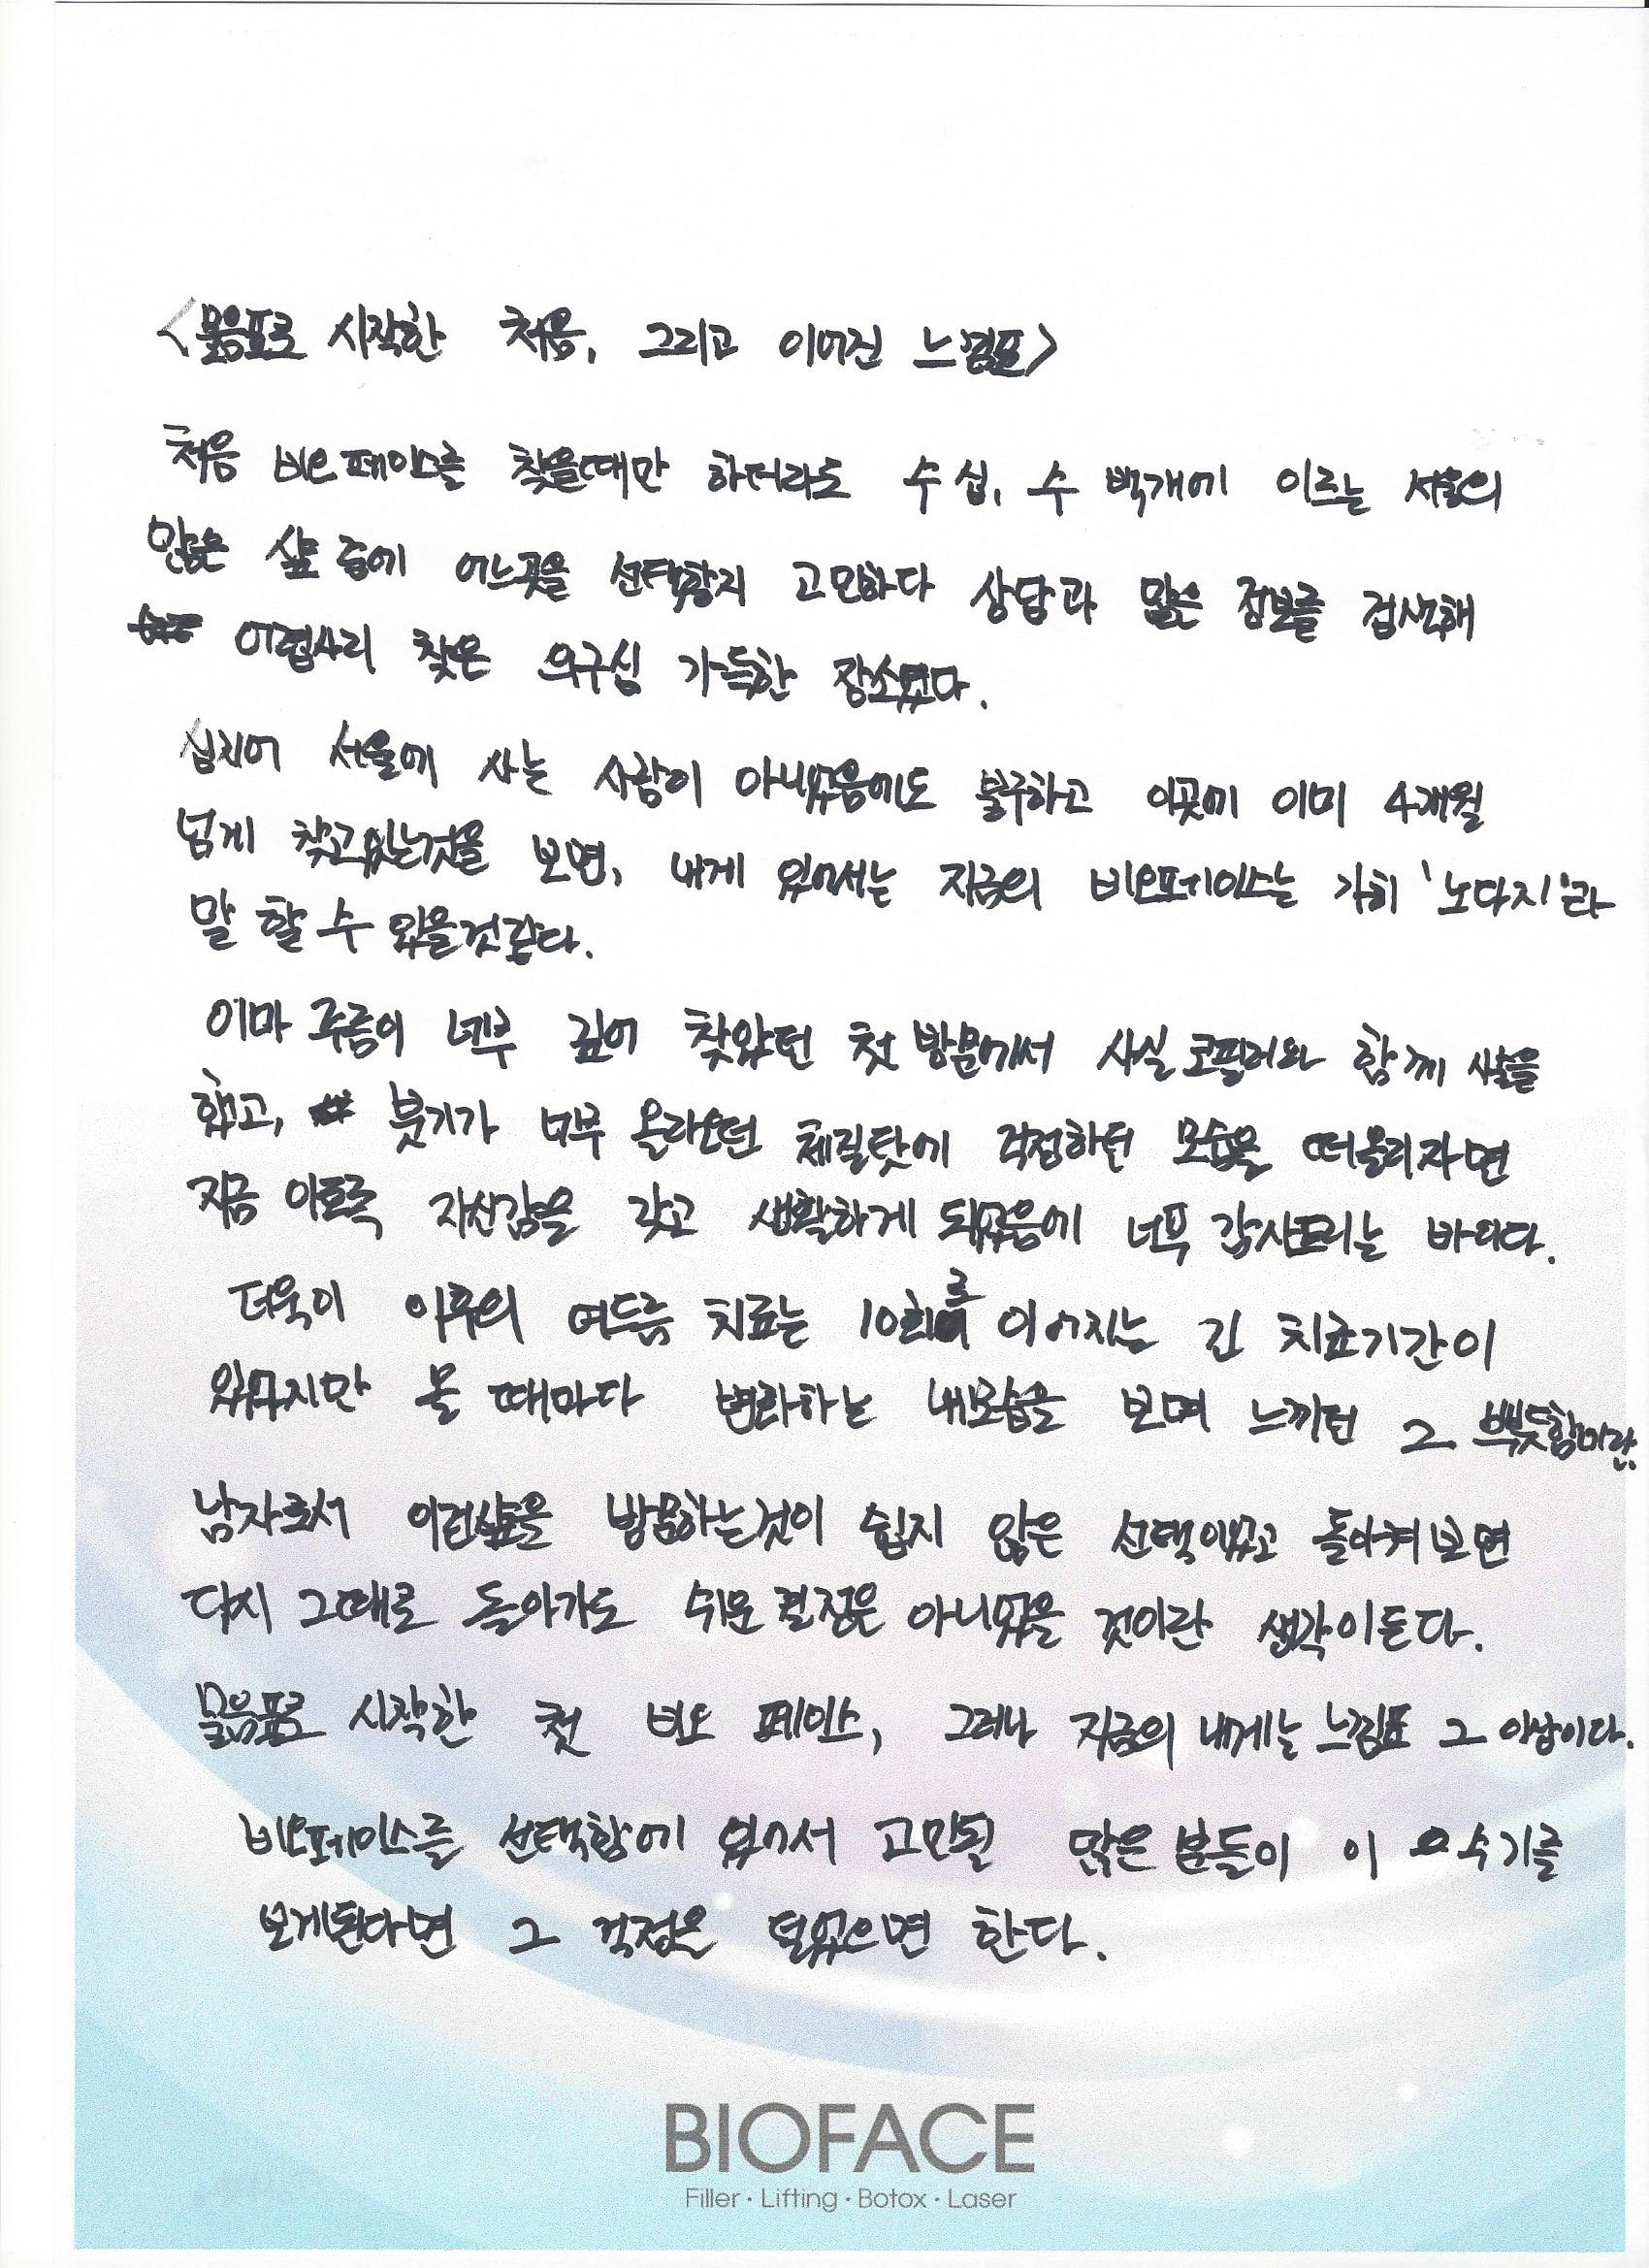 <물음표로 시작한 처음, 그리고 이어진 느낌표>
처음 비오페이스를 찾을때만 하더라도 수 십, 수 백개에 이르는 서울의
많은 샵 중에 어느곳을 선택할지 고민하다 상담과 많은 정보를 검색해
어렵사리 찾은 의구심 가득한 장소였다.
심지어 서울에 사는 사람이 아니었음에도 불구하고 이곳에 이미 4개월
넘게 찾고있는것을 보면, 내게 있어서는 지금의 비오페이스는 가히 '노다지'라
말 할 수 있을것같다.
이마 주름이 너무 깊어 찾았던 첫 방문에서 사실 코필러와 함께 시술을
했고, 붓기가 너무 올라오던 체질탓에 걱정하던 모습을 떠올리자면
지금 이토록 자신감을 갖고 생활하게 되었음에 너무 감사드리는 바이다.
더욱이 이후의 여드름 치료는 10회로 이어지는 긴 치료기간이
었지만 올 때마다 변화하는 내모습을 보며 느끼던 그 뿌듯함이란.
남자로서 이런샵을 방문하는것이 쉽지 않은 선택이었고 돌이켜보면
다시 그때로 돌아가도 쉬운 결정은 아니었을 것이란 생각이든다.
물음표로 시작한 첫 비오 페이스, 그러나 지금의 내게는 느낌표 그 이상이다.
비오페이스를 선택함에 있어서 고민될 많은 분들이 이 수기를
보게된다면 그 걱정은 덜었으면 한다.
BIOFACE
Filler · Lifting · Botox · Laser